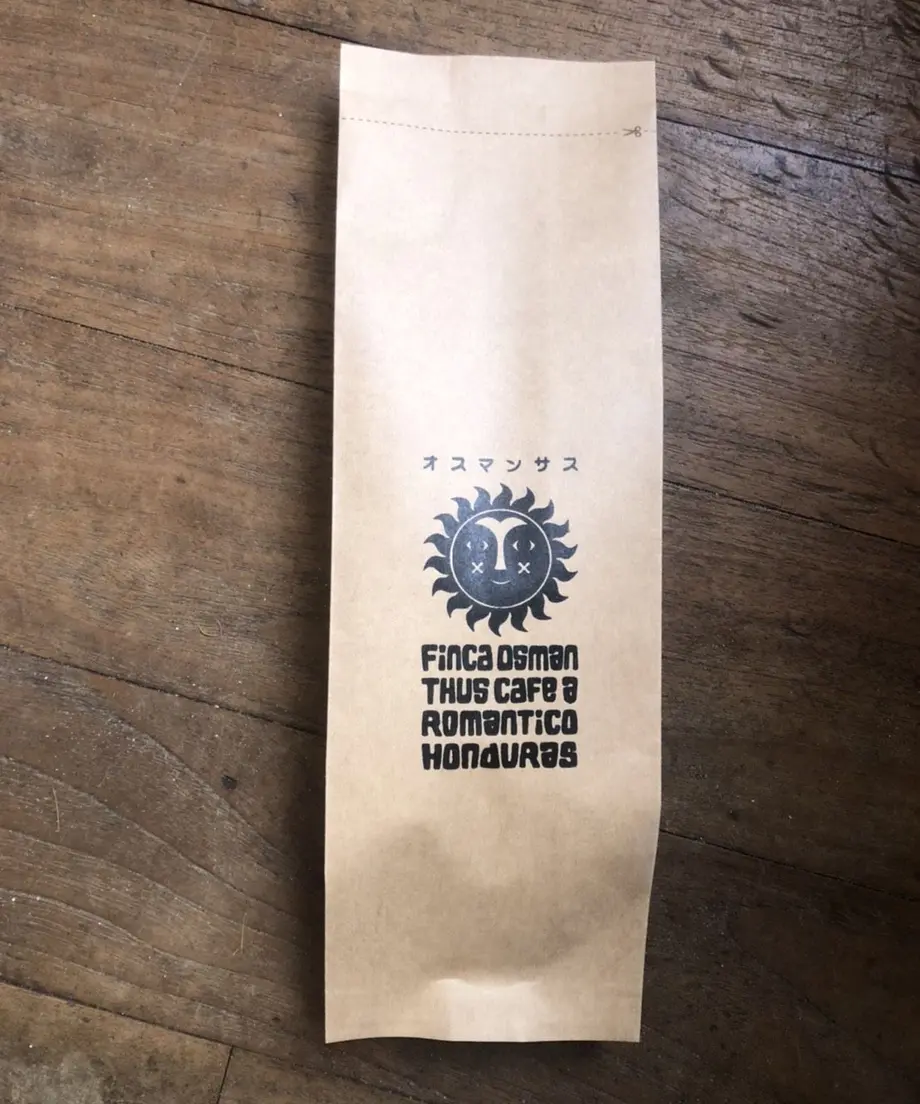 オスマンサス
Finca Osman
THUS cafe a
Romantico
Honduras